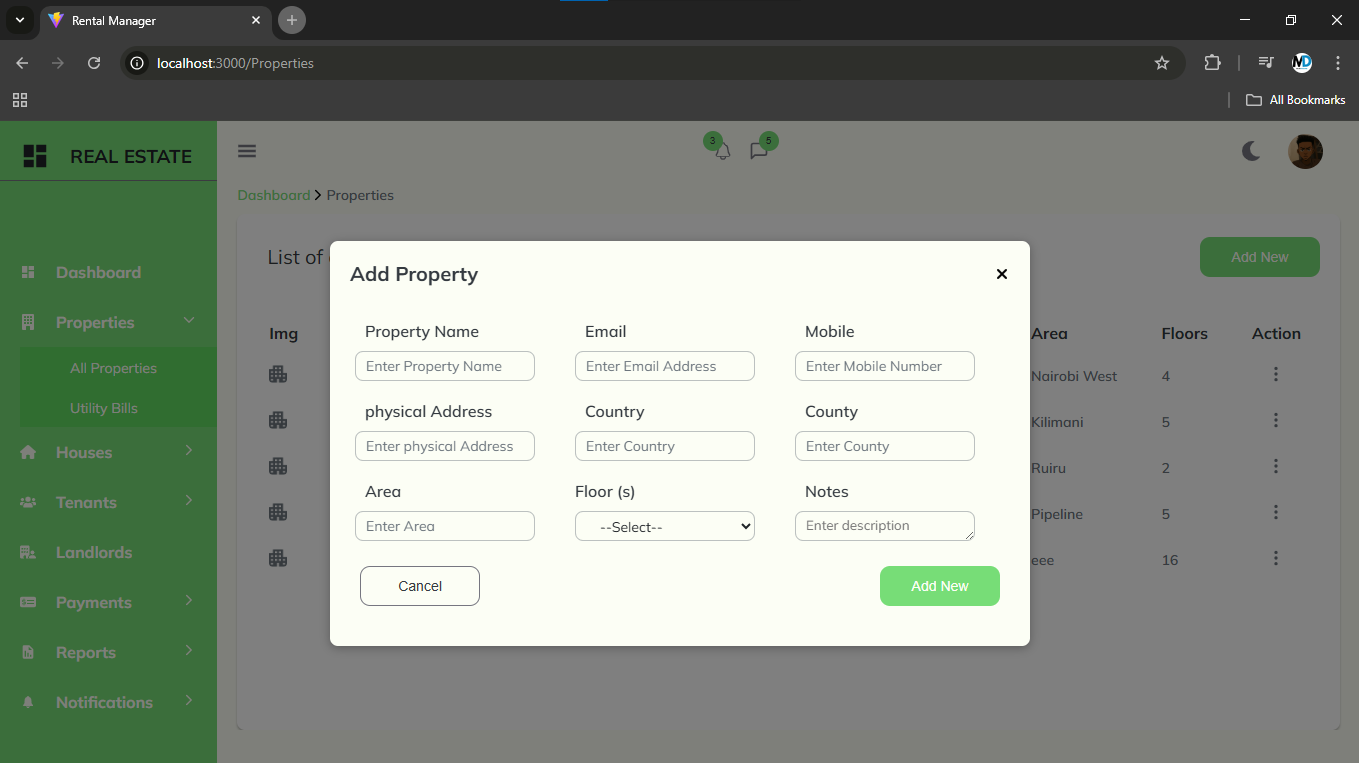 Rental Manager
localhost:3000/Properties
All Bookmarks
REAL ESTATE
3
5
Dashboard Properties
List of
Add New
Dashboard
Properties
All Properties
Utility Bills
Houses
Tenants
Landlords
Payments
Reports
Notifications
Img
Area Floors Action
Nairobi West 4
Kilimani 5
Ruiru 2
Pipeline 5
eee 16
Add Property
Property Name Email Mobile
Enter Property Name Enter Email Address Enter Mobile Number
physical Address Country County
Enter physical Address Enter Country Enter County
Area Floor (s) Notes
Enter Area --Select-- Enter description
Cancel Add New